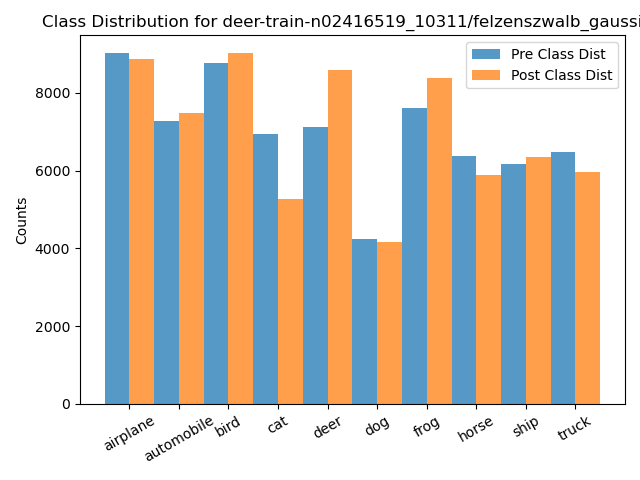 Class Distribution for deer-train-n02416519_10311/felzenszwalb_gaussi
Pre Class Dist
Post Class Dist
Counts
8000
6000
4000
2000
0
airplane
automobile
bird
cat
deer
dog
frog
horse
ship
truck